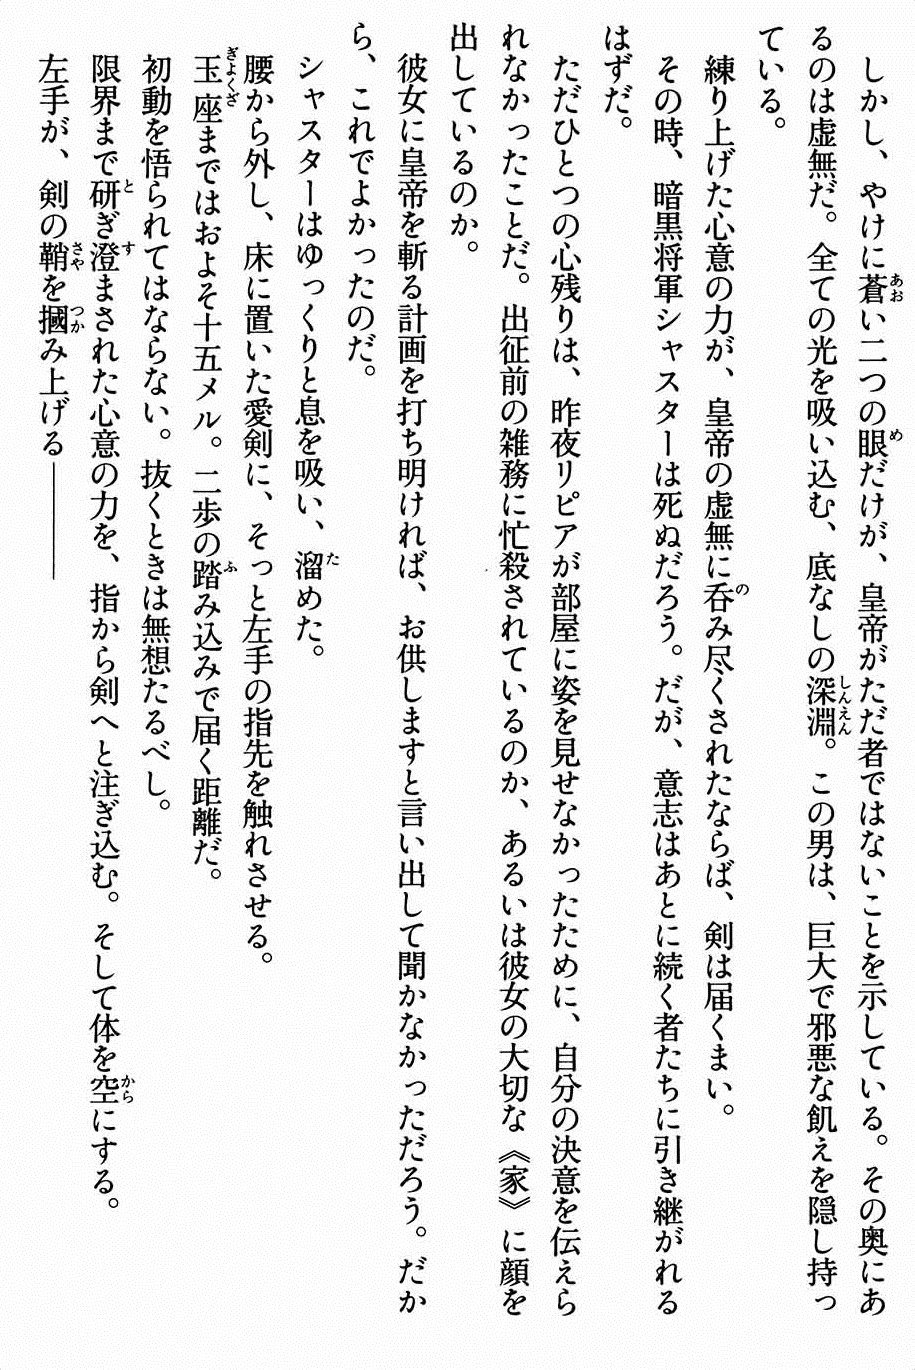 しかし、やけに蒼い二つの眼だけが、皇帝がただ者ではないことを示している。その奥にあ
るのは虚無だ。全ての光を吸い込む、底なしの深淵。この男は、巨大で邪悪な飢えを隠し持っ
ている。
練り上げた心意の力が、皇帝の虚無に呑み尽くされたならば、剣は届くまい。
その時、暗黒将軍シャスターは死ぬだろう。だが、意志はあとに続く者たちに引き継がれる
はずだ。
ただひとつの心残りは、昨夜リピアが部屋に姿を見せなかったために、自分の決意を伝えら
れなかったことだ。出征前の雑務に忙殺されているのか、あるいは彼女の大切な《家》に顔を
出しているのか。
彼女に皇帝を斬る計画を打ち明ければ、お供しますと言い出して聞かなかっただろう。だか
ら、これでよかったのだ。
シャスターはゆっくりと息を吸い、溜めた。
腰から外し、床に置いた愛剣に、そっと左手の指先を触れさせる。
玉座まではおよそ十五メル。二歩の踏み込みで届く距離だ。
初動を悟られてはならない。抜くときは無想たるべし。
限界まで研ぎ澄まされた心意の力を、指から剣へと注ぎ込む。そして体を空にする。
左手が、剣の鞘を摑み上げる————